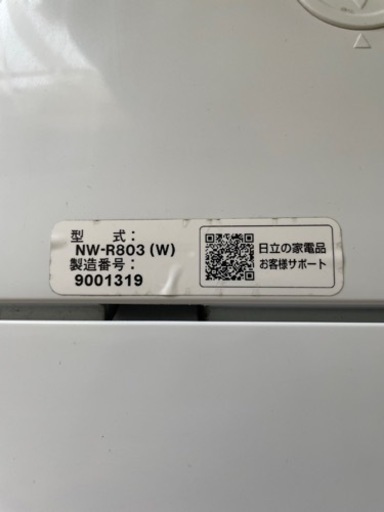 型　式：
NW-R803 (W)
製造番号：
9001319
日立の家電品
お客様サポート